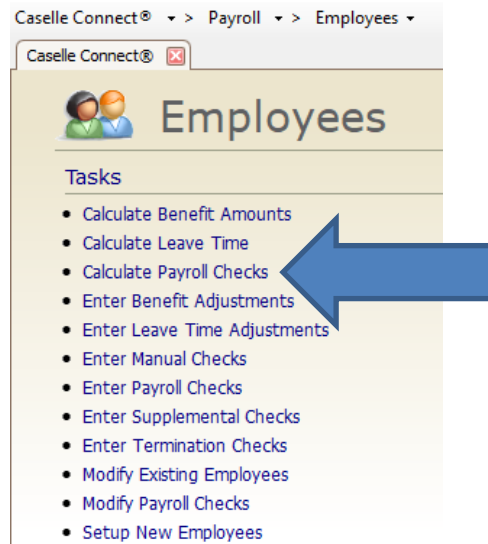 Caselle Connect® > Payroll > Employees
Caselle Connect®
Employees
Tasks
Calculate Benefit Amounts
Calculate Leave Time
Calculate Payroll Checks
Enter Benefit Adjustments
Enter Leave Time Adjustments
Enter Manual Checks
Enter Payroll Checks
Enter Supplemental Checks
Enter Termination Checks
Modify Existing Employees
Modify Payroll Checks
Setup New Employees